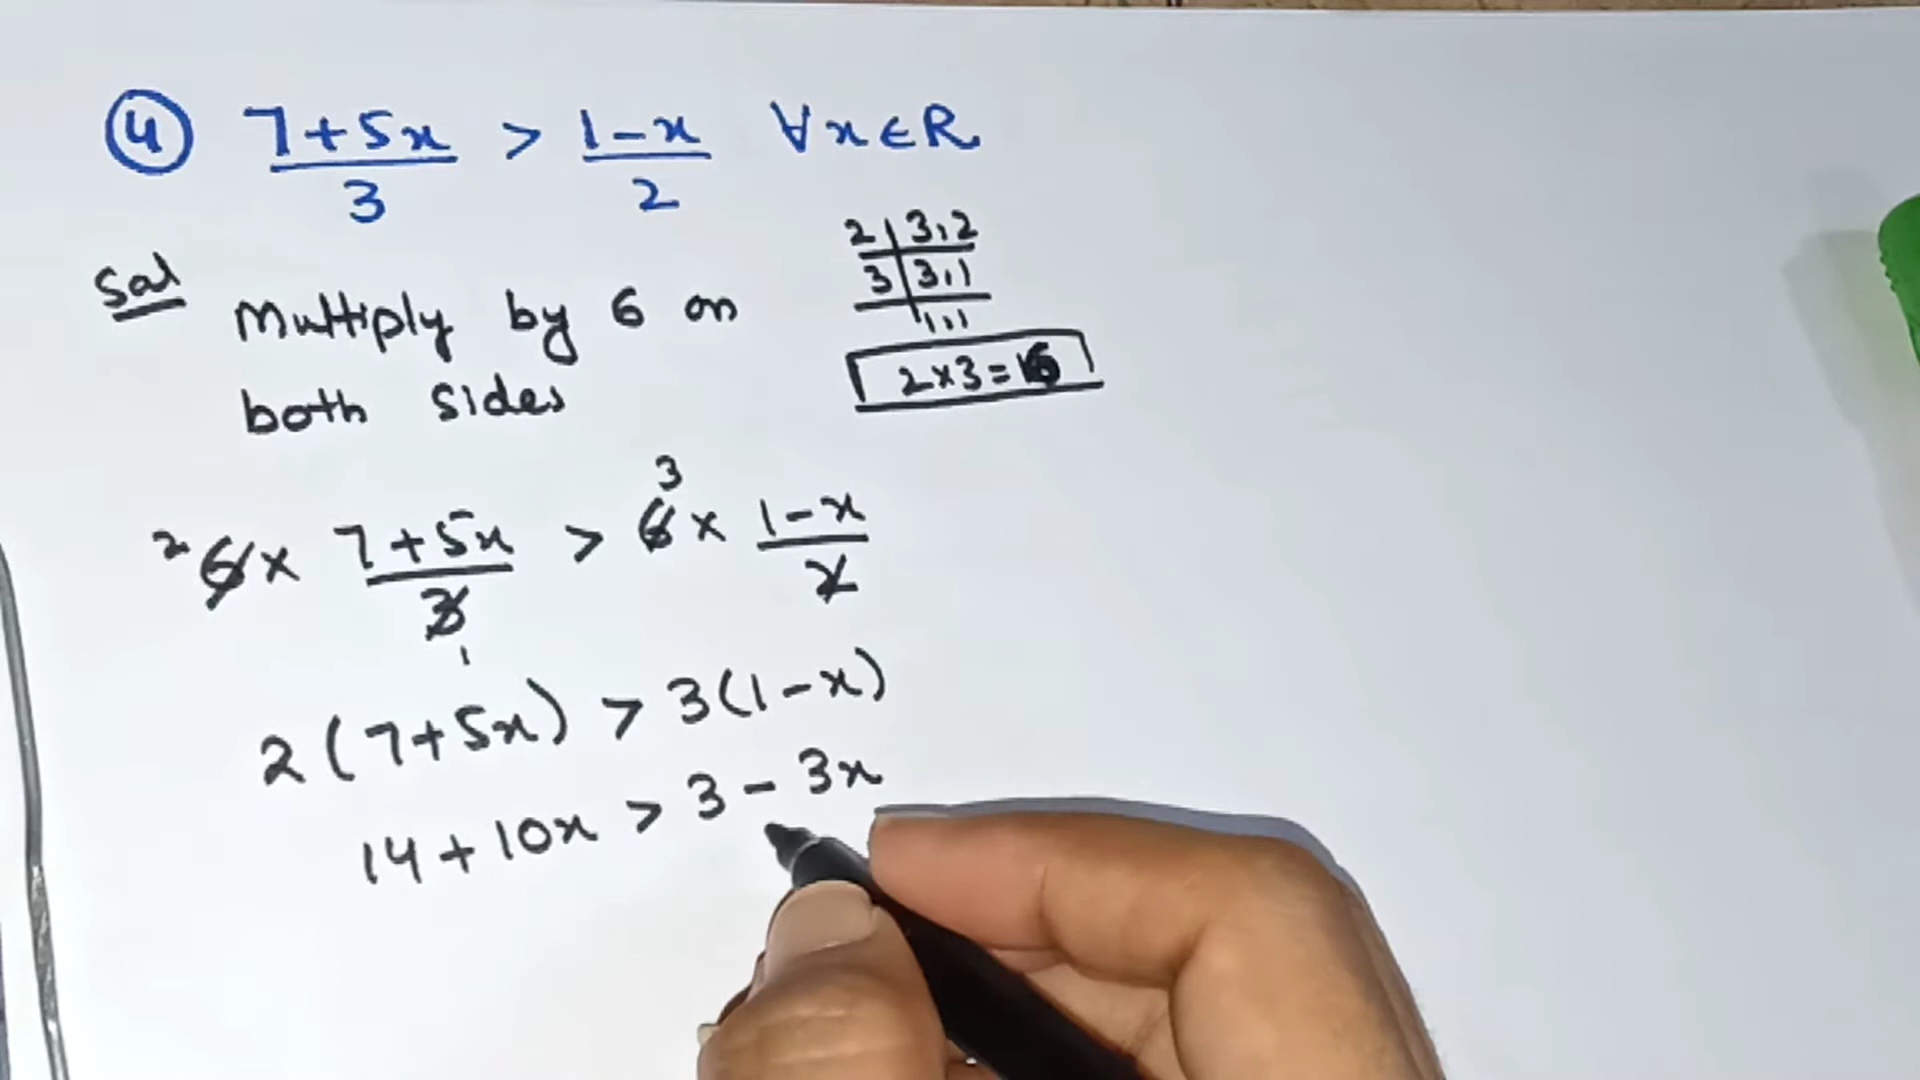 ④ 7+5x/3 > 1-x/2 ∀x∈R
Sol
Multiply by 6 on
both sides
2 | 3,2
3 | 3,1
1,1
2×3=6
2 6× 7+5x/3 1 > 3 6× 1-x/2
2(7+5x) > 3(1-x)
14+10x > 3-3x